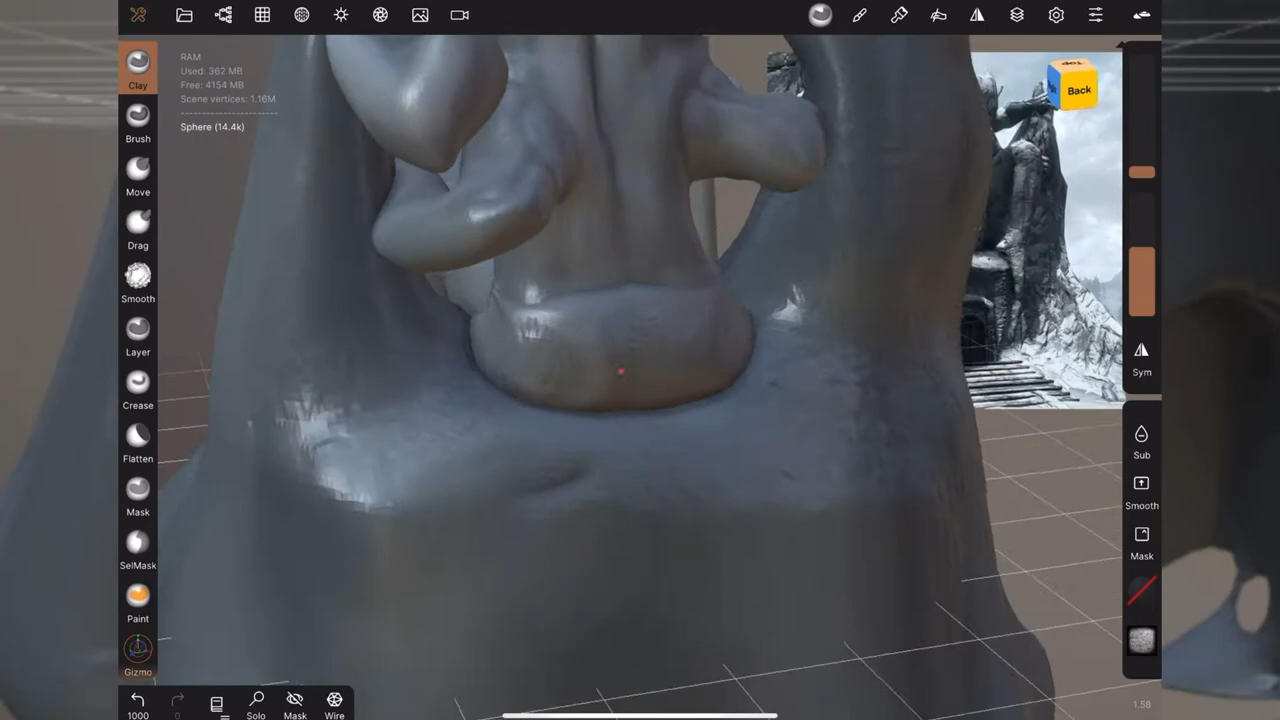 RAM
Used: 362 MB
Free: 4154 MB
Scene vertices: 1.16M
Sphere (14.4k)
Clay
Brush
Move
Drag
Smooth
Layer
Crease
Flatten
Mask
SelMask
Paint
Gizmo
1000
0
Solo
Mask
Wire
TOP
Back
Sym
Sub
Smooth
Mask
1.58